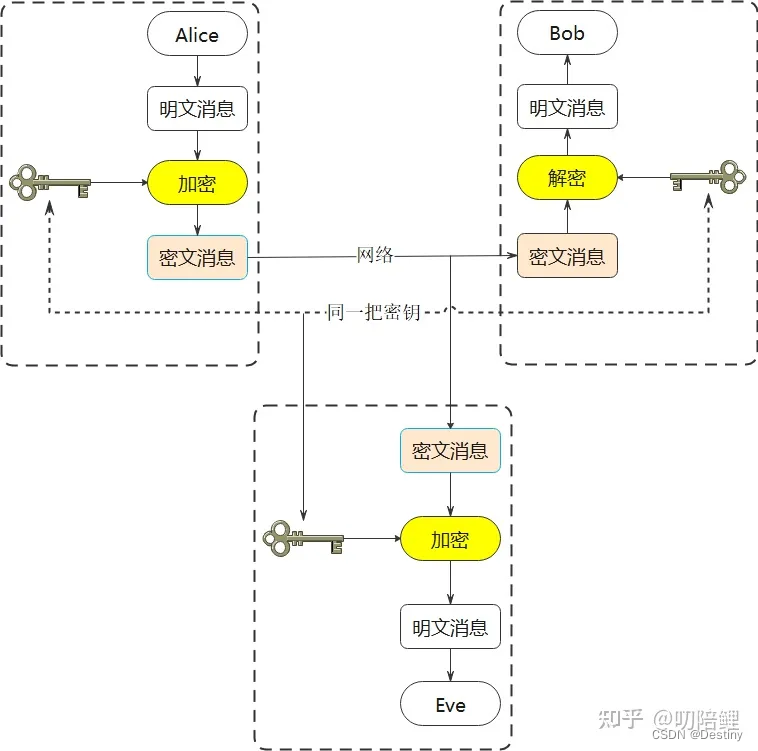 Alice
明文消息
加密
密文消息
网络
Bob
明文消息
解密
密文消息
同一把密钥
密文消息
加密
明文消息
Eve
知乎 @叨陪鲤
CSDN @Destiny